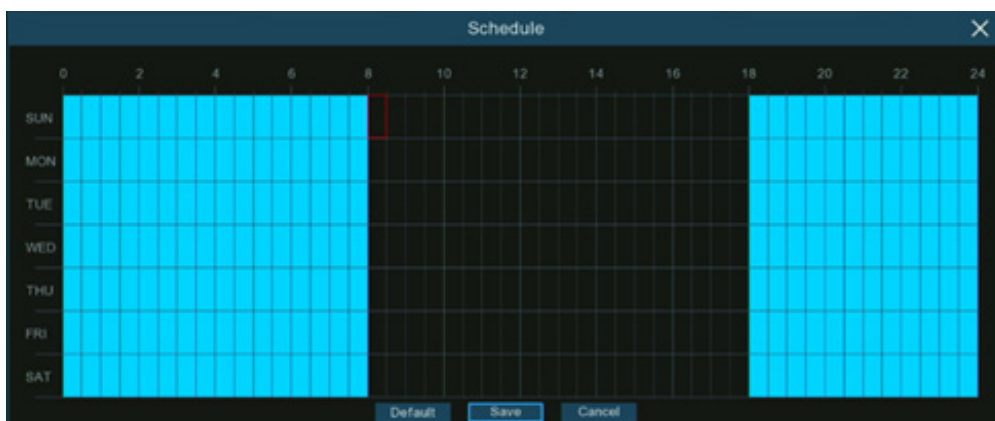 Schedule
0 2 4 6 8 10 12 14 16 18 20 22 24
SUN
MON
TUE
WED
THU
FRI
SAT
Default Save Cancel